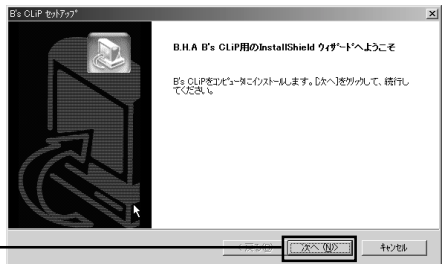 B's CLiP セットアップ
B.H.A B's CLiP用のInstallShield ウィザードへようこそ
B's CLiPをコンピュータにインストールします。[次へ]をクリックして、続行し
てください。
< 戻る(B)
次へ(N)>
キャンセル